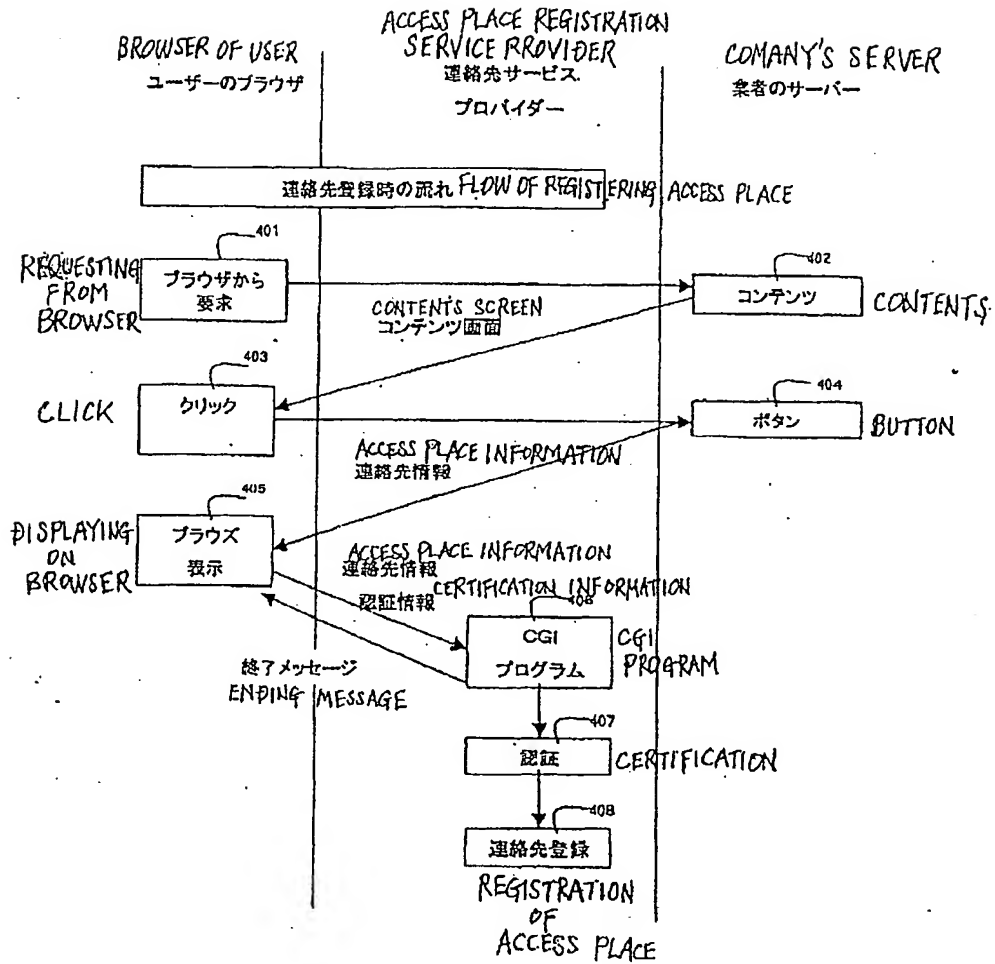 BROWSER OF USER
ユーザーのブラウザ
ACCESS PLACE REGISTRATION
SERVICE RROVIDER
連絡先サービス
プロバイダー
COMANY'S SERVER
業者のサーバー
連絡先登録時の流れ FLOW OF REGISTERING ACCESS PLACE
401
REQUESTING
FROM
BROWSER
ブラウザから
要求
402
コンテンツ
CONTENTS
CONTENTS SCREEN
コンテンツ画面
403
CLICK
クリック
404
ボタン
BUTTON
ACCESS PLACE INFORMATION
連絡先情報
405
DISPLAYING
ON
BROWSER
ブラウズ
表示
ACCESS PLACE INFORMATION
連絡先情報
CERTIFICATION INFORMATION
認証情報
406
CGI
プログラム
CGI
PROGRAM
終了メッセージ
ENDING MESSAGE
407
認証
CERTIFICATION
408
連絡先登録
REGISTRATION
OF
ACCESS PLACE